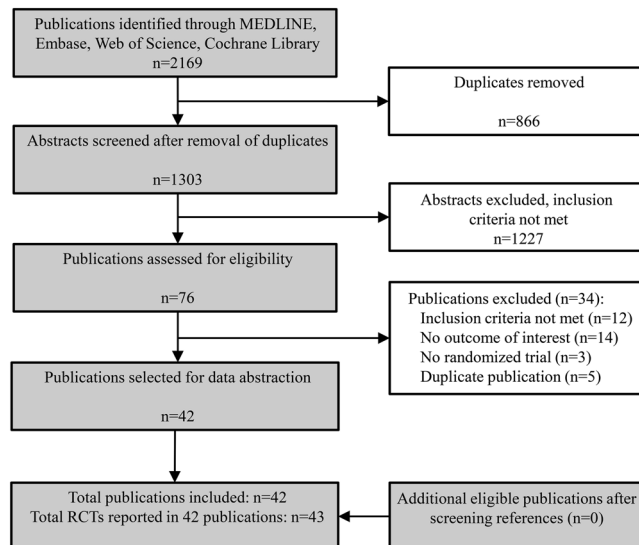 Publications identified through MEDLINE,
Embase, Web of Science, Cochrane Library
n=2169
Duplicates removed
n=866
Abstracts screened after removal of duplicates
n=1303
Abstracts excluded, inclusion
criteria not met
n=1227
Publications assessed for eligibility
n=76
Publications excluded (n=34):
Inclusion criteria not met (n=12)
No outcome of interest (n=14)
No randomized trial (n=3)
Duplicate publication (n=5)
Publications selected for data abstraction
n=42
Total publications included: n=42
Total RCTs reported in 42 publications: n=43
Additional eligible publications after
screening references (n=0)